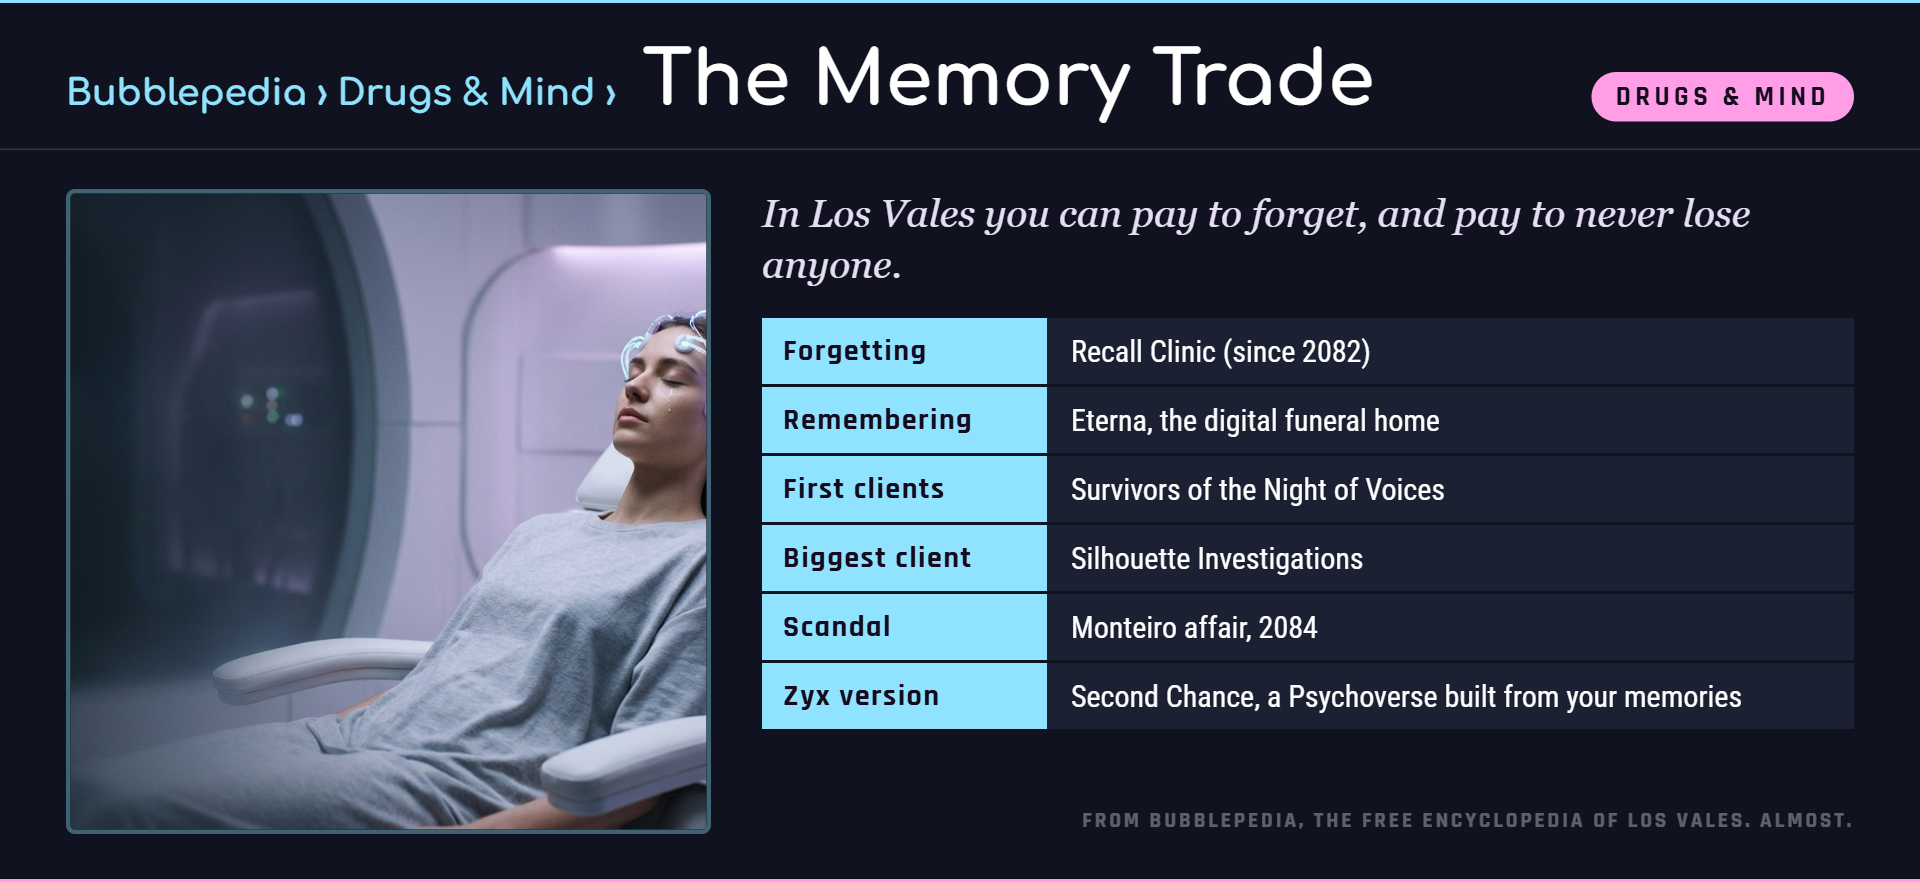 Bubblepedia › Drugs & Mind › The Memory Trade
DRUGS & MIND
In Los Vales you can pay to forget, and pay to never lose
anyone.
Forgetting Recall Clinic (since 2082)
Remembering Eterna, the digital funeral home
First clients Survivors of the Night of Voices
Biggest client Silhouette Investigations
Scandal Monteiro affair, 2084
Zyx version Second Chance, a Psychoverse built from your memories
FROM BUBBLEPEDIA, THE FREE ENCYCLOPEDIA OF LOS VALES. ALMOST.